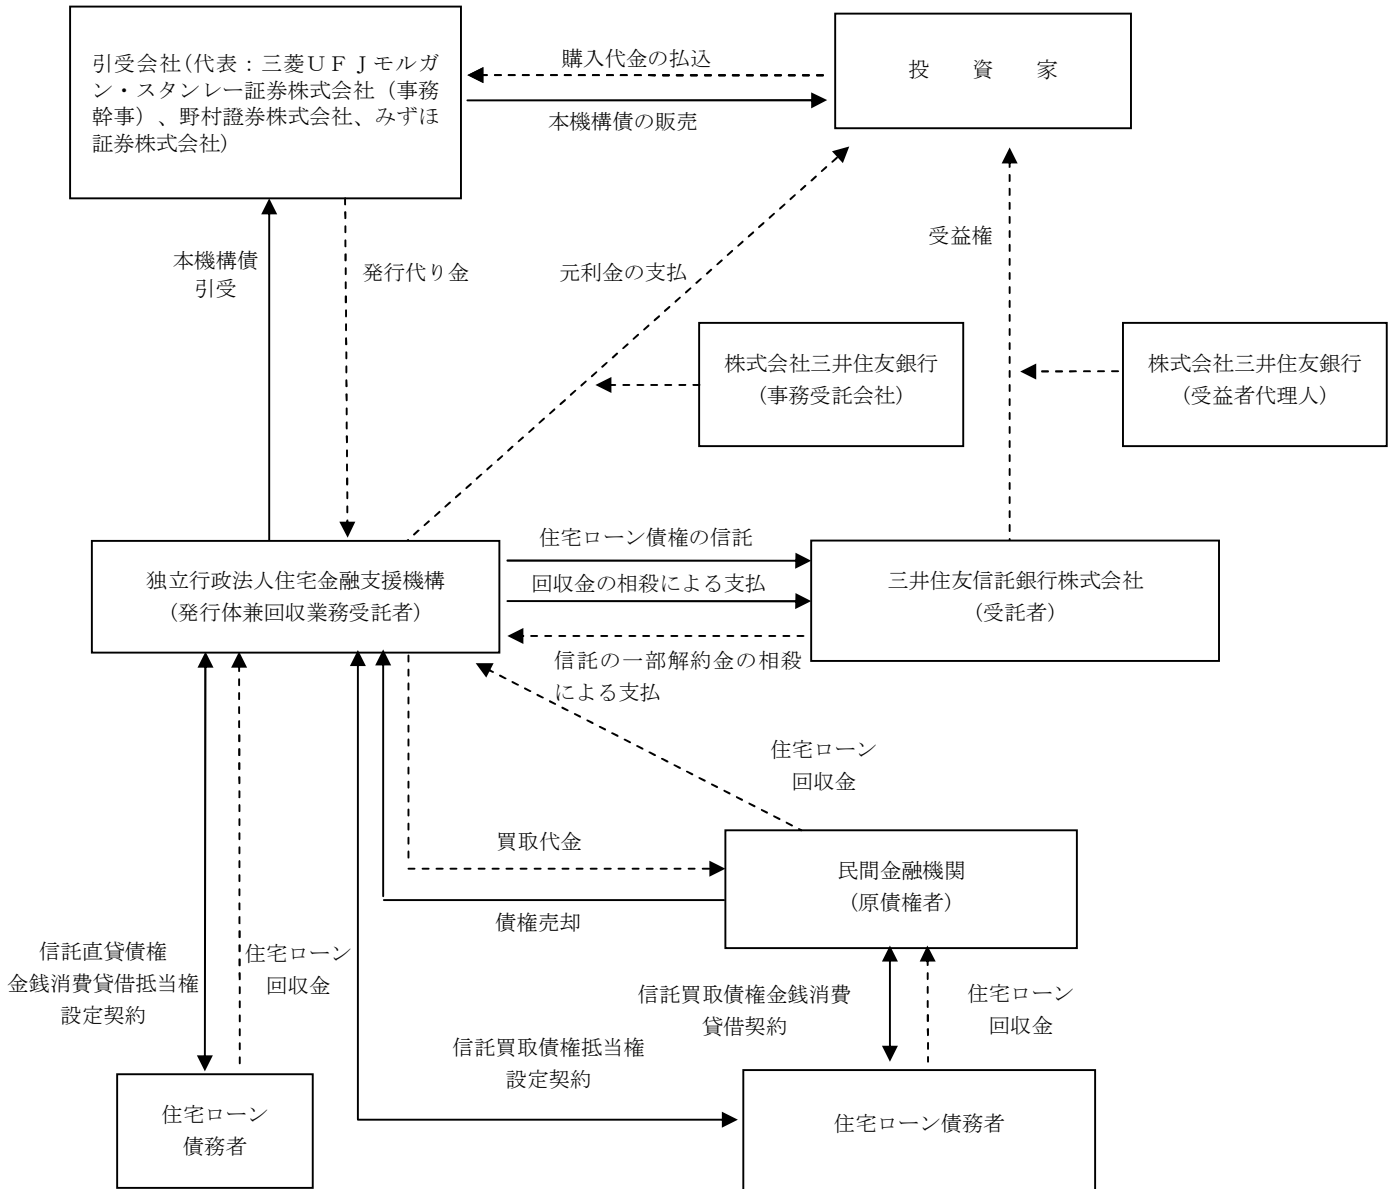 引受会社(代表：三菱ＵＦＪモルガ
ン・スタンレー証券株式会社（事務
幹事）、野村證券株式会社、みずほ
証券株式会社)
購入代金の払込
本機構債の販売
投　資　家
本機構債
引受
発行代り金
元利金の支払
受益権
株式会社三井住友銀行
（事務受託会社）
株式会社三井住友銀行
（受益者代理人）
独立行政法人住宅金融支援機構
（発行体兼回収業務受託者）
住宅ローン債権の信託
回収金の相殺による支払
信託の一部解約金の相殺
による支払
三井住友信託銀行株式会社
（受託者）
住宅ローン
回収金
買取代金
債権売却
民間金融機関
（原債権者）
信託直貸債権
金銭消費貸借抵当権
設定契約
住宅ローン
回収金
信託買取債権金銭消費
貸借契約
住宅ローン
回収金
信託買取債権抵当権
設定契約
住宅ローン
債務者
住宅ローン債務者